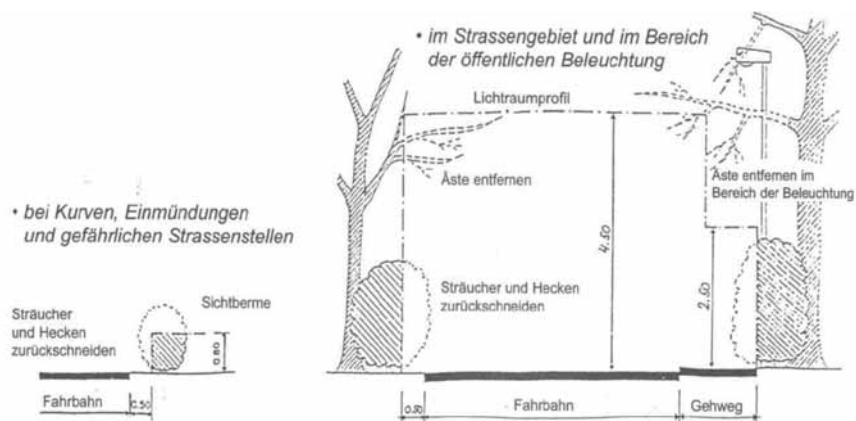 • im Strassengebiet und im Bereich
der öffentlichen Beleuchtung
Lichtraumprofil
Äste entfernen
Äste entfernen im
Bereich der Beleuchtung
4.50
2.50
Sträucher und Hecken
zurückschneiden
0.50
Fahrbahn
Gehweg
• bei Kurven, Einmündungen
und gefährlichen Strassenstellen
Sträucher
und Hecken
zurückschneiden
Sichtberme
0.80
Fahrbahn
0.50